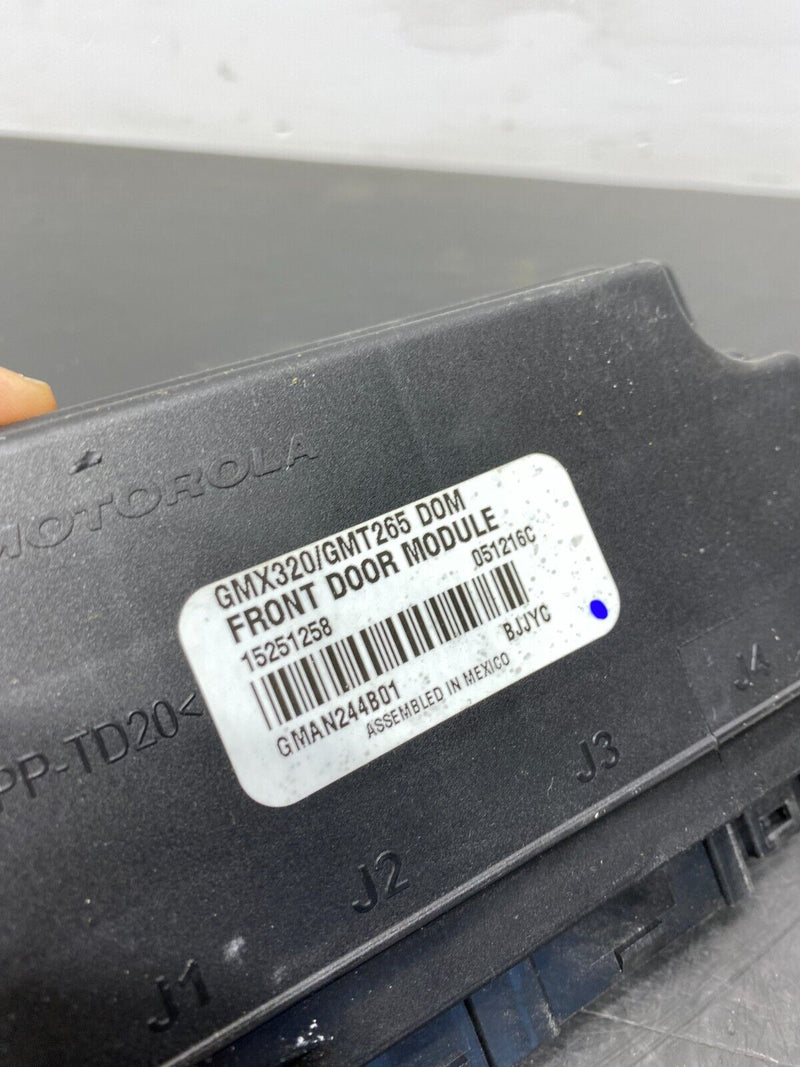 MOTOROLA
GMX320/GMT265 DOM
FRONT DOOR MODULE
15251258 051216C
GMAN244B01 BJJYC
ASSEMBLED IN MEXICO
PP-TD20<
J1
J2
J3
J4